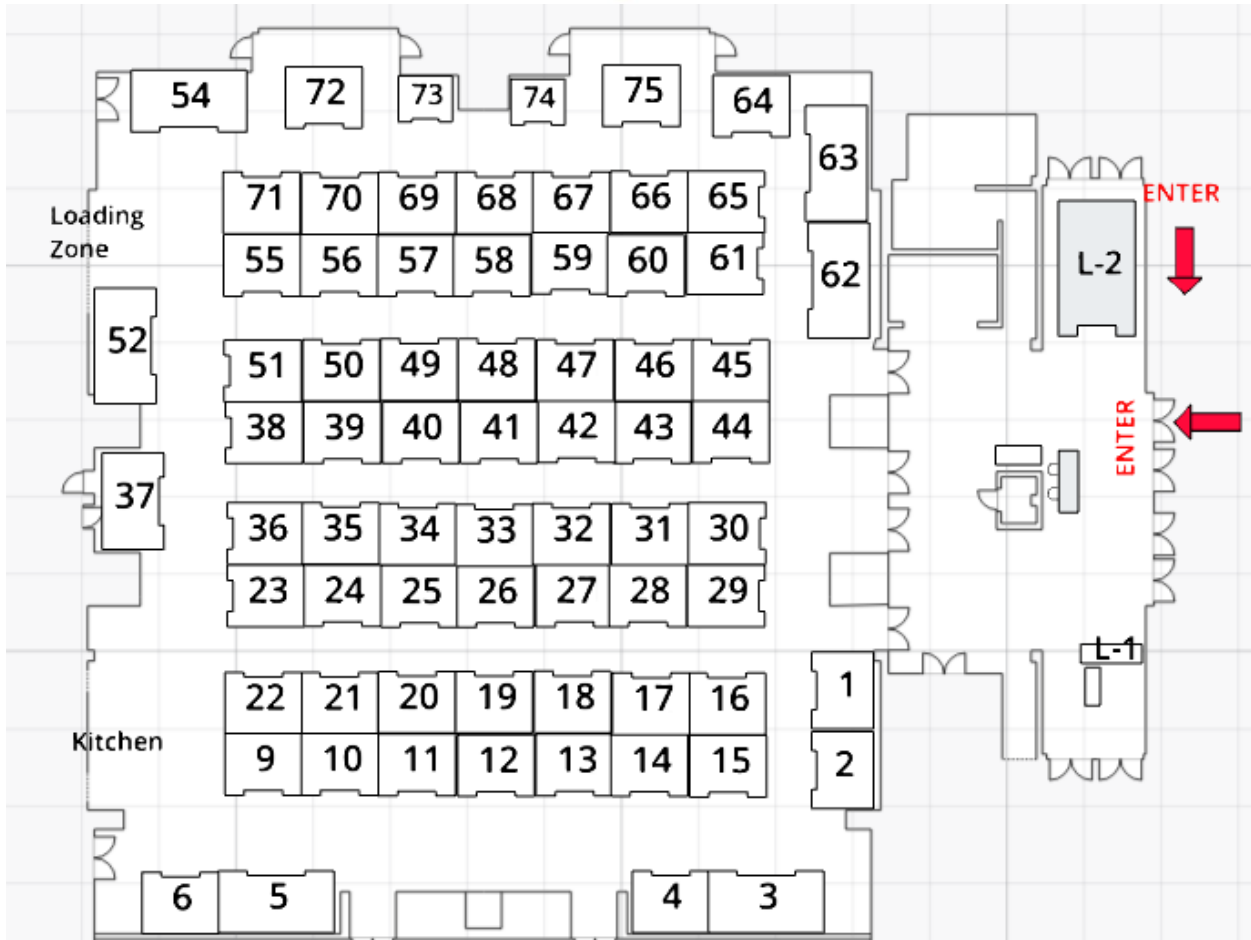 54 72 73 74 75 64
63
71 70 69 68 67 66 65
ENTER
Loading
Zone
55 56 57 58 59 60 61
62
L-2
52
51 50 49 48 47 46 45
38 39 40 41 42 43 44
ENTER
37
36 35 34 33 32 31 30
23 24 25 26 27 28 29
L-1
1
22 21 20 19 18 17 16
Kitchen
9 10 11 12 13 14 15
2
6 5 4 3